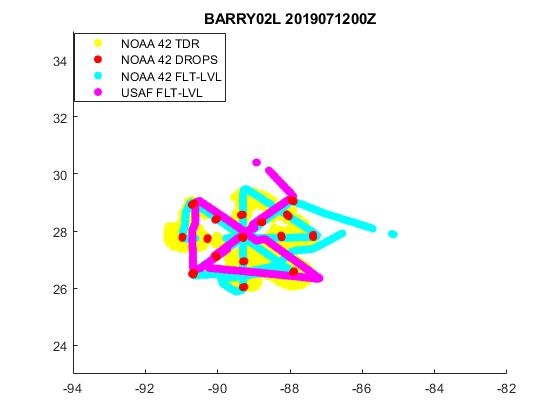 BARRY02L 2019071200Z
NOAA 42 TDR
NOAA 42 DROPS
NOAA 42 FLT-LVL
USAF FLT-LVL
34
32
30
28
26
24
-94 -92 -90 -88 -86 -84 -82